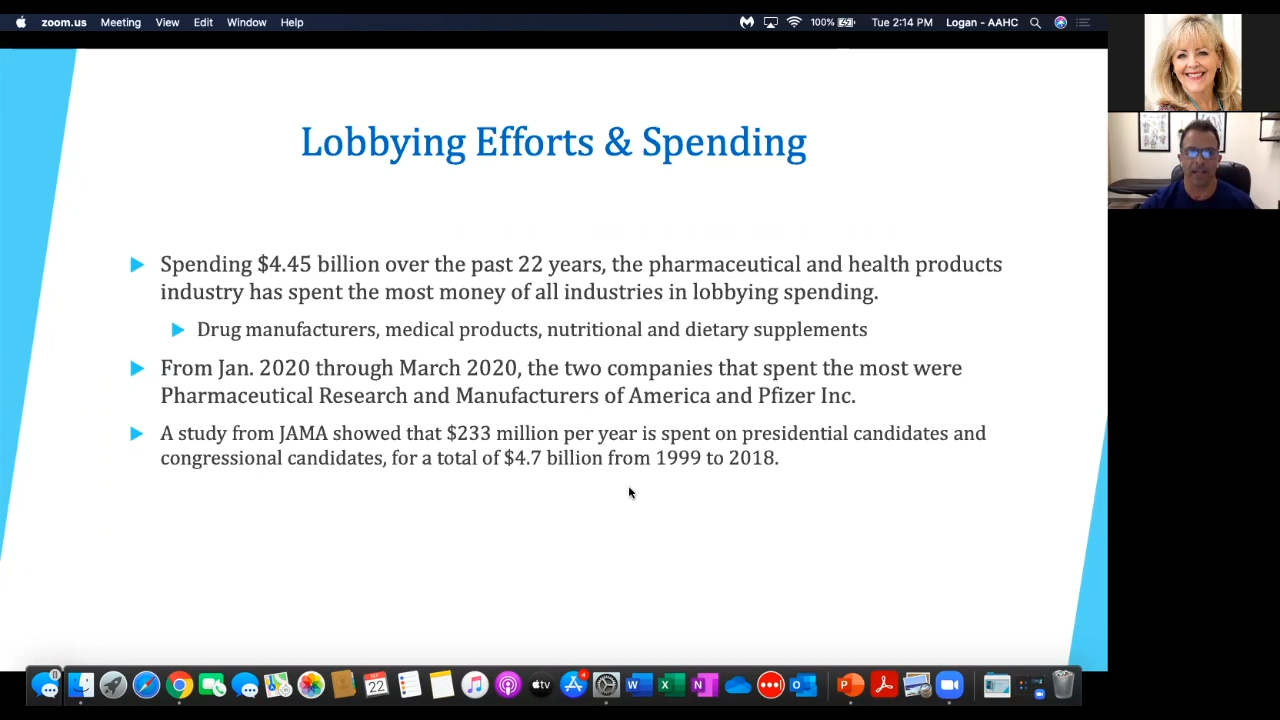 zoom.us Meeting View Edit Window Help 100% Tue 2:14 PM Logan - AAHC
Lobbying Efforts & Spending
Spending $4.45 billion over the past 22 years, the pharmaceutical and health products
industry has spent the most money of all industries in lobbying spending.
Drug manufacturers, medical products, nutritional and dietary supplements
From Jan. 2020 through March 2020, the two companies that spent the most were
Pharmaceutical Research and Manufacturers of America and Pfizer Inc.
A study from JAMA showed that $233 million per year is spent on presidential candidates and
congressional candidates, for a total of $4.7 billion from 1999 to 2018.
SEP
22
tv
4
W
X
N
O
P